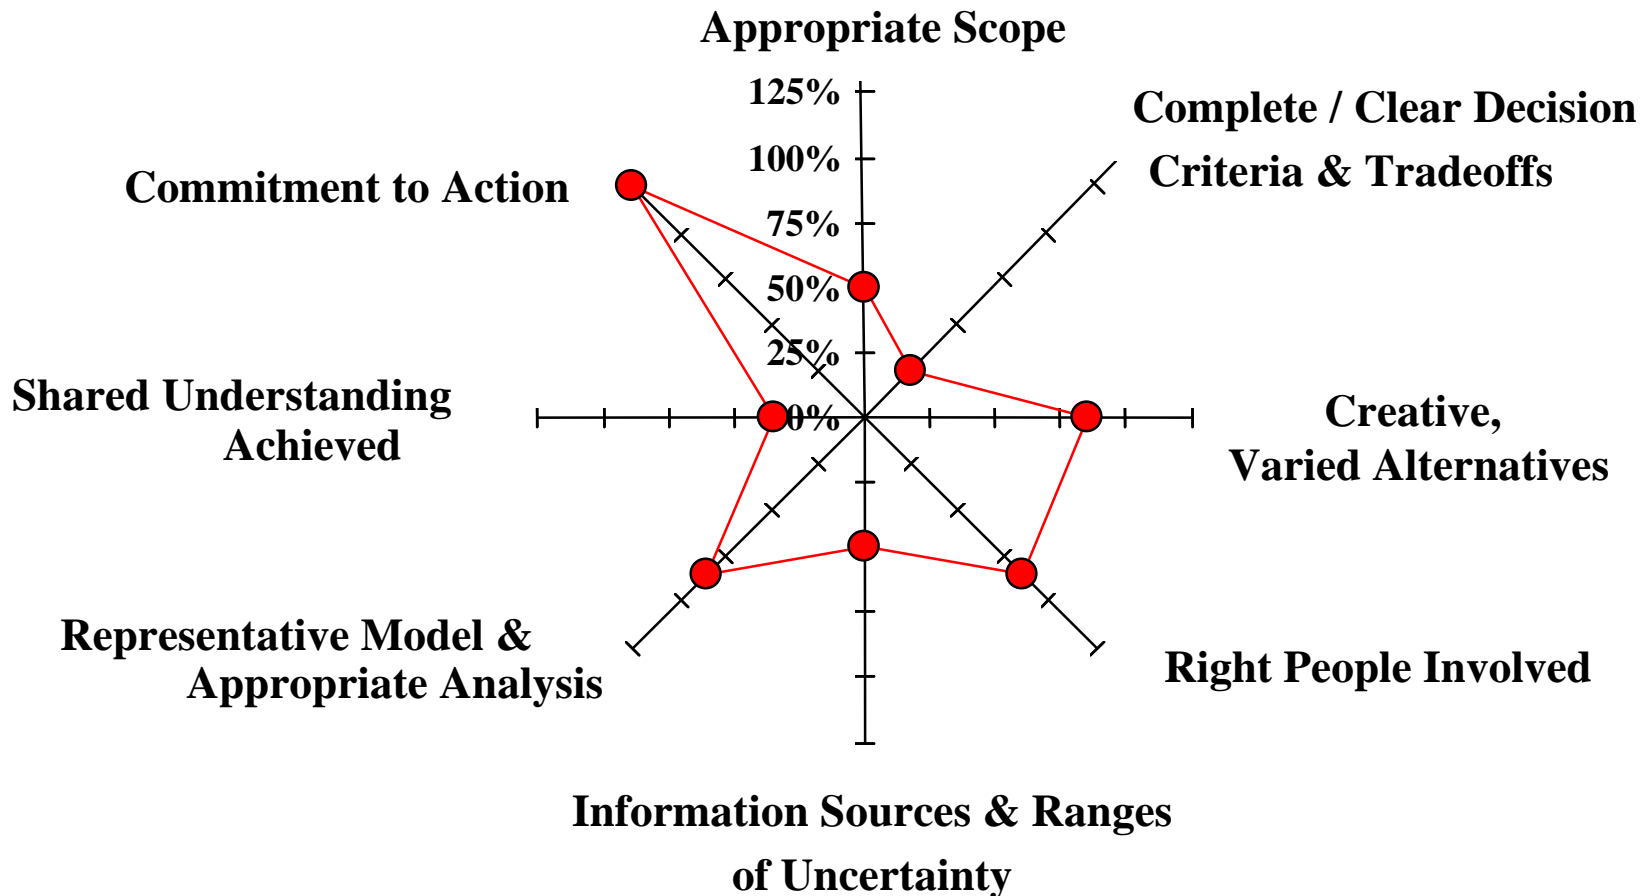 Appropriate Scope
125%
100%
75%
50%
25%
0%
Complete / Clear Decision
Criteria & Tradeoffs
Commitment to Action
Shared Understanding
Achieved
Creative,
Varied Alternatives
Representative Model &
Appropriate Analysis
Right People Involved
Information Sources & Ranges
of Uncertainty